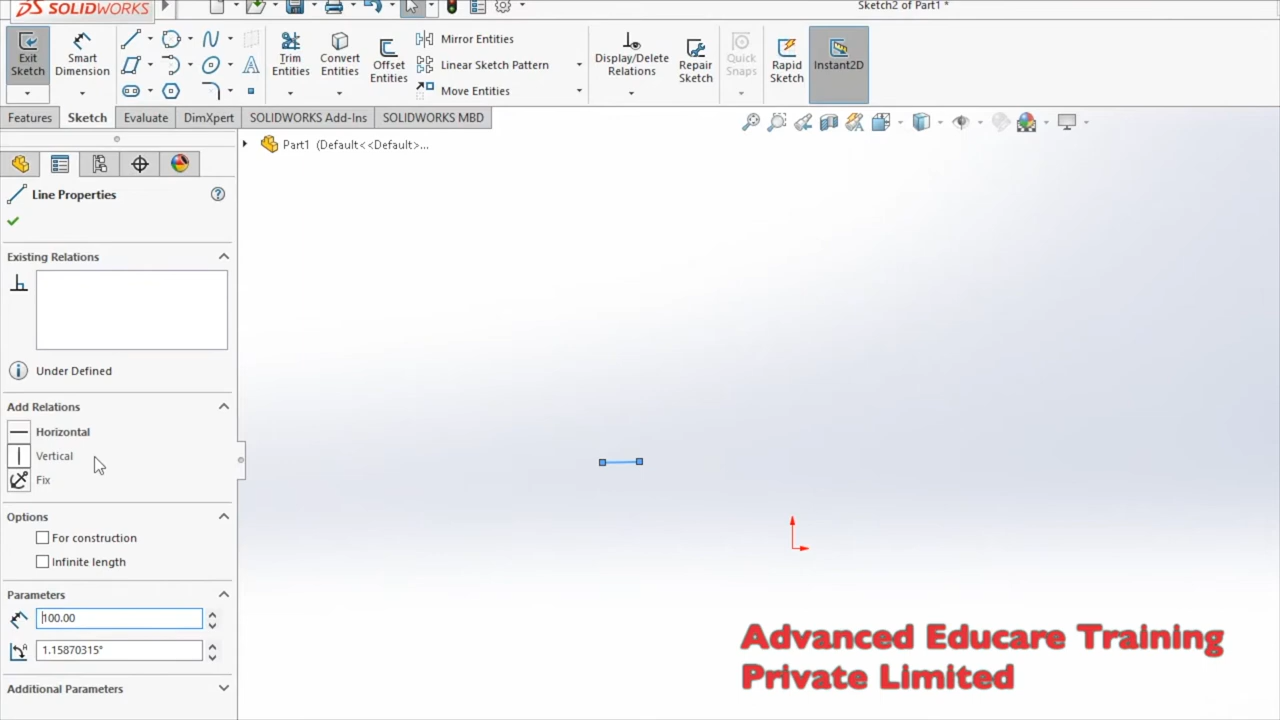 SOLIDWORKS
Sketch2 of Part1 *
Exit Sketch
Smart Dimension
Trim Entities
Convert Entities
Offset Entities
Mirror Entities
Linear Sketch Pattern
Move Entities
Display/Delete Relations
Repair Sketch
Quick Snaps
Rapid Sketch
Instant2D
Features
Sketch
Evaluate
DimXpert
SOLIDWORKS Add-Ins
SOLIDWORKS MBD
Part1 (Default<<Default>...
Line Properties
Existing Relations
Under Defined
Add Relations
Horizontal
Vertical
Fix
Options
For construction
Infinite length
Parameters
100.00
1.15870315°
Additional Parameters
Advanced Educare Training
Private Limited